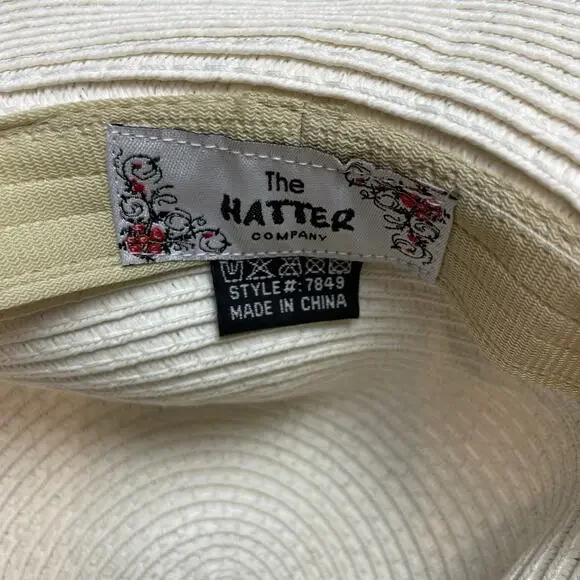 The
HATTER
COMPANY
STYLE#: 7849
MADE IN CHINA